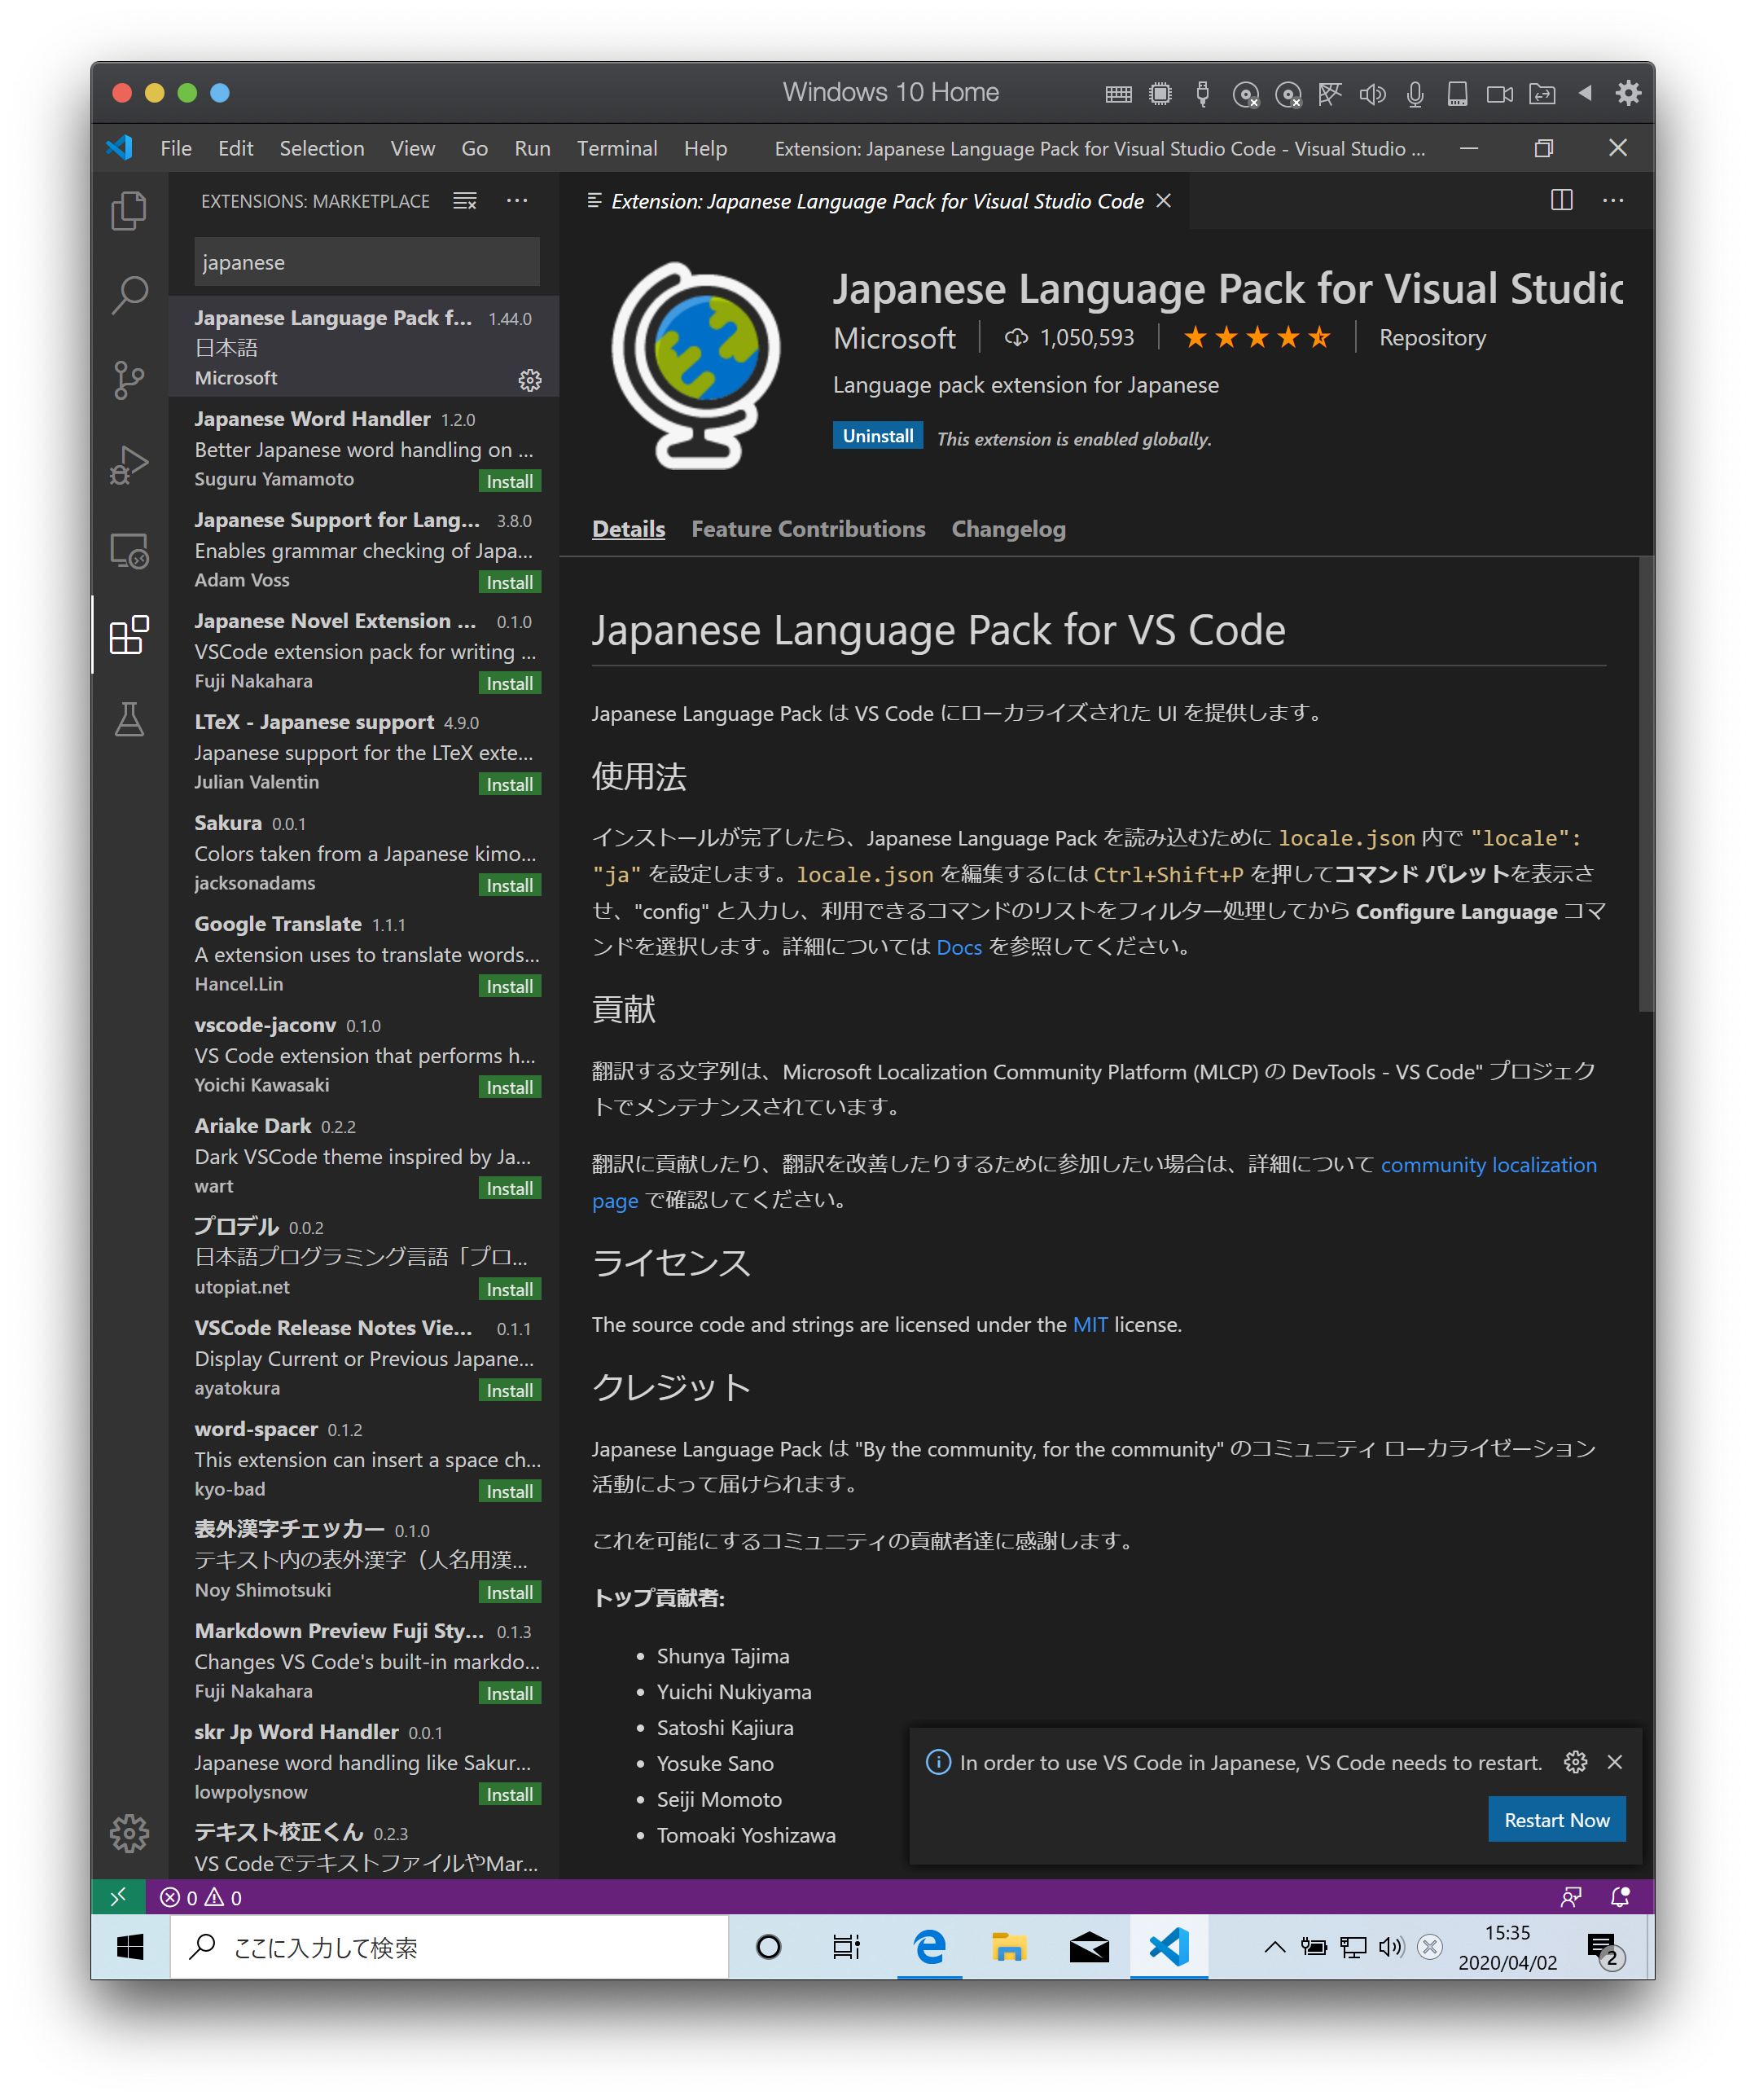 Windows 10 Home
File Edit Selection View Go Run Terminal Help Extension: Japanese Language Pack for Visual Studio Code - Visual Studio ...
EXTENSIONS: MARKETPLACE
japanese
Japanese Language Pack f... 1.44.0
日本語
Microsoft
Japanese Word Handler 1.2.0
Better Japanese word handling on ...
Suguru Yamamoto Install
Japanese Support for Lang... 3.8.0
Enables grammar checking of Japa...
Adam Voss Install
Japanese Novel Extension ... 0.1.0
VSCode extension pack for writing ...
Fuji Nakahara Install
LTeX - Japanese support 4.9.0
Japanese support for the LTeX exte...
Julian Valentin Install
Sakura 0.0.1
Colors taken from a Japanese kimo...
jacksonadams Install
Google Translate 1.1.1
A extension uses to translate words...
Hancel.Lin Install
vscode-jaconv 0.1.0
VS Code extension that performs h...
Yoichi Kawasaki Install
Ariake Dark 0.2.2
Dark VSCode theme inspired by Ja...
wart Install
プロデル 0.0.2
日本語プログラミング言語「プロ...
utopiat.net Install
VSCode Release Notes Vie... 0.1.1
Display Current or Previous Japane...
ayatokura Install
word-spacer 0.1.2
This extension can insert a space ch...
kyo-bad Install
表外漢字チェッカー 0.1.0
テキスト内の表外漢字（人名用漢...
Noy Shimotsuki Install
Markdown Preview Fuji Sty... 0.1.3
Changes VS Code's built-in markdo...
Fuji Nakahara Install
skr Jp Word Handler 0.0.1
Japanese word handling like Sakur...
lowpolysnow Install
テキスト校正くん 0.2.3
VS CodeでテキストファイルやMar...
Extension: Japanese Language Pack for Visual Studio Code
Japanese Language Pack for Visual Studic
Microsoft 1,050,593 Repository
Language pack extension for Japanese
Uninstall This extension is enabled globally.
Details Feature Contributions Changelog
Japanese Language Pack for VS Code
Japanese Language Pack は VS Code にローカライズされた UI を提供します。
使用法
インストールが完了したら、Japanese Language Pack を読み込むために locale.json 内で "locale":
"ja" を設定します。locale.json を編集するには Ctrl+Shift+P を押してコマンド パレットを表示さ
せ、"config" と入力し、利用できるコマンドのリストをフィルター処理してから Configure Language コマ
ンドを選択します。詳細については Docs を参照してください。
貢献
翻訳する文字列は、Microsoft Localization Community Platform (MLCP) の DevTools - VS Code" プロジェク
トでメンテナンスされています。
翻訳に貢献したり、翻訳を改善したりするために参加したい場合は、詳細について community localization
page で確認してください。
ライセンス
The source code and strings are licensed under the MIT license.
クレジット
Japanese Language Pack は "By the community, for the community" のコミュニティ ローカライゼーション
活動によって届けられます。
これを可能にするコミュニティの貢献者達に感謝します。
トップ貢献者:
• Shunya Tajima
• Yuichi Nukiyama
• Satoshi Kajiura
• Yosuke Sano
• Seiji Momoto
• Tomoaki Yoshizawa
In order to use VS Code in Japanese, VS Code needs to restart.
Restart Now
0 0
ここに入力して検索
15:35
2020/04/02
2